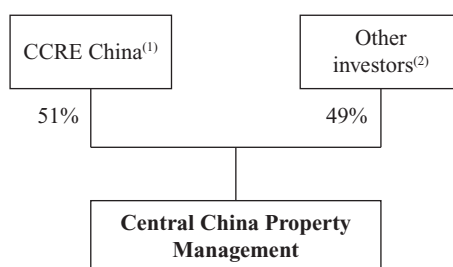 CCRE China(1)
Other
investors(2)
51%
49%
Central China Property
Management